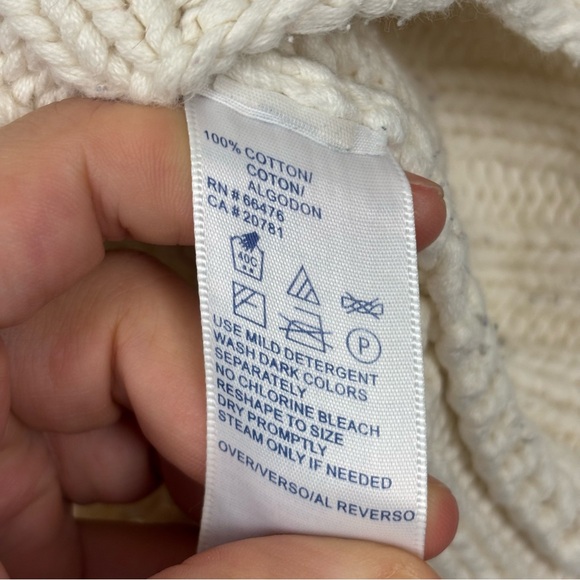 100% COTTON/
COTON/
ALGODON
RN # 66476
CA # 20781
40C
P
USE MILD DETERGENT
WASH DARK COLORS
SEPARATELY
NO CHLORINE BLEACH
RESHAPE TO SIZE
DRY PROMPTLY
STEAM ONLY IF NEEDED
OVER/VERSO/AL REVERSO